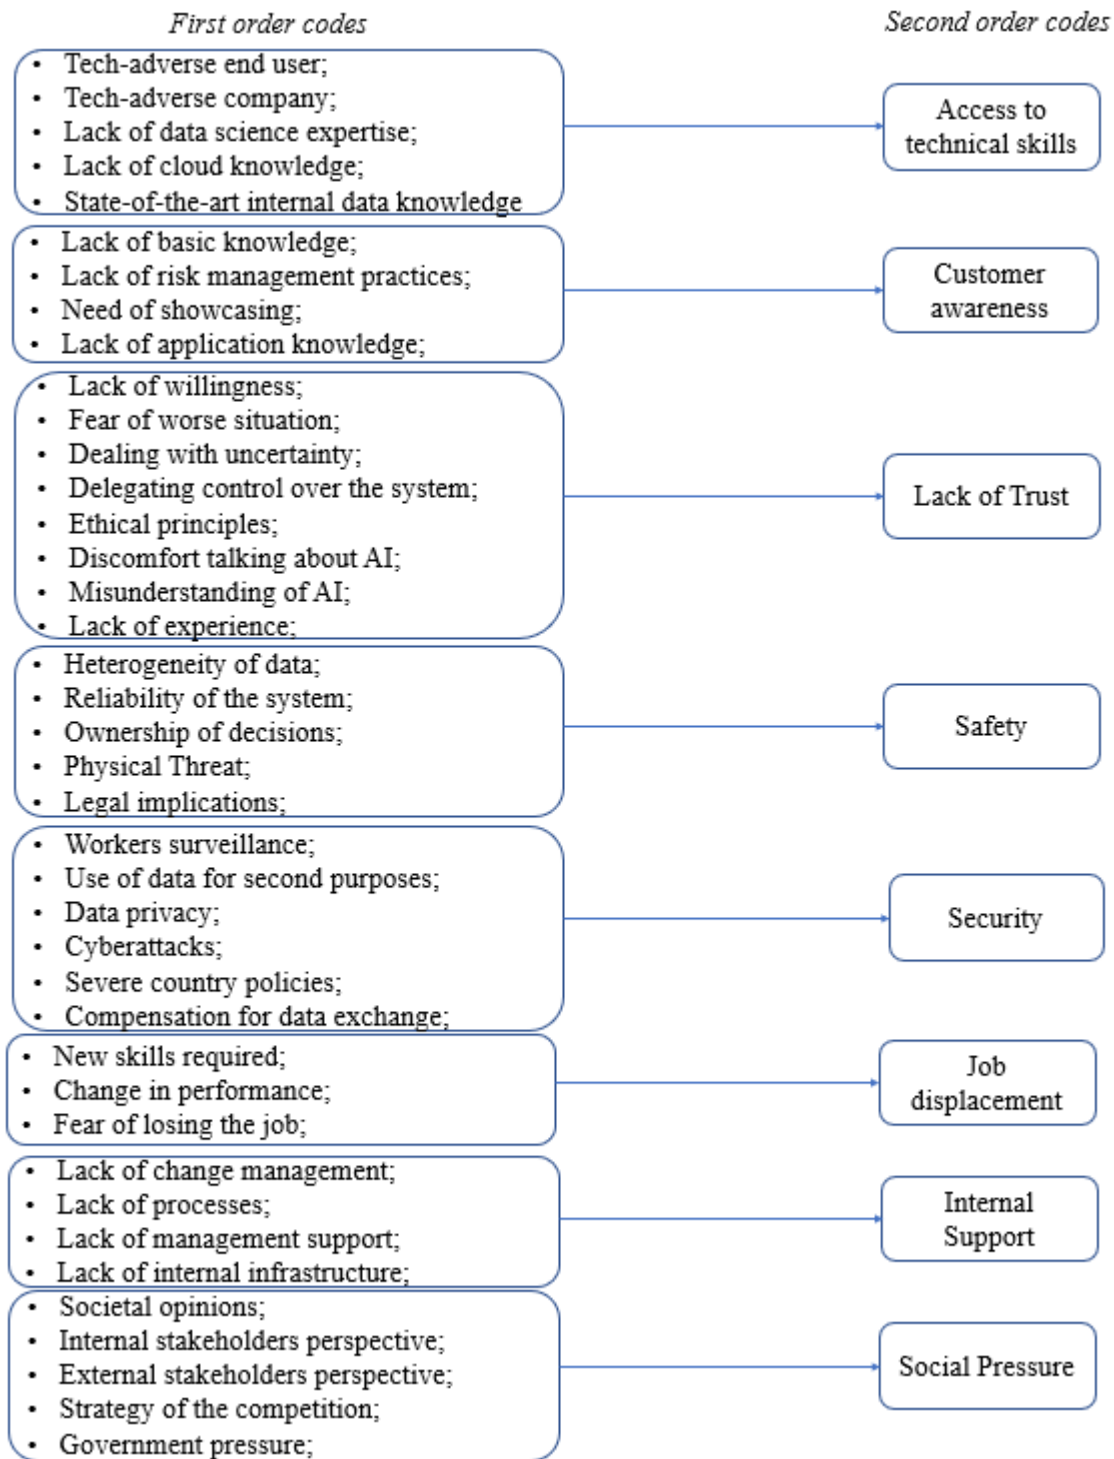 First order codes
Second order codes
• Tech-adverse end user;
• Tech-adverse company;
• Lack of data science expertise;
• Lack of cloud knowledge;
• State-of-the-art internal data knowledge
Access to
technical skills
• Lack of basic knowledge;
• Lack of risk management practices;
• Need of showcasing;
• Lack of application knowledge;
Customer
awareness
• Lack of willingness;
• Fear of worse situation;
• Dealing with uncertainty;
• Delegating control over the system;
• Ethical principles;
• Discomfort talking about AI;
• Misunderstanding of AI;
• Lack of experience;
Lack of Trust
• Heterogeneity of data;
• Reliability of the system;
• Ownership of decisions;
• Physical Threat;
• Legal implications;
Safety
• Workers surveillance;
• Use of data for second purposes;
• Data privacy;
• Cyberattacks;
• Severe country policies;
• Compensation for data exchange;
Security
• New skills required;
• Change in performance;
• Fear of losing the job;
Job
displacement
• Lack of change management;
• Lack of processes;
• Lack of management support;
• Lack of internal infrastructure;
Internal
Support
• Societal opinions;
• Internal stakeholders perspective;
• External stakeholders perspective;
• Strategy of the competition;
• Government pressure;
Social Pressure